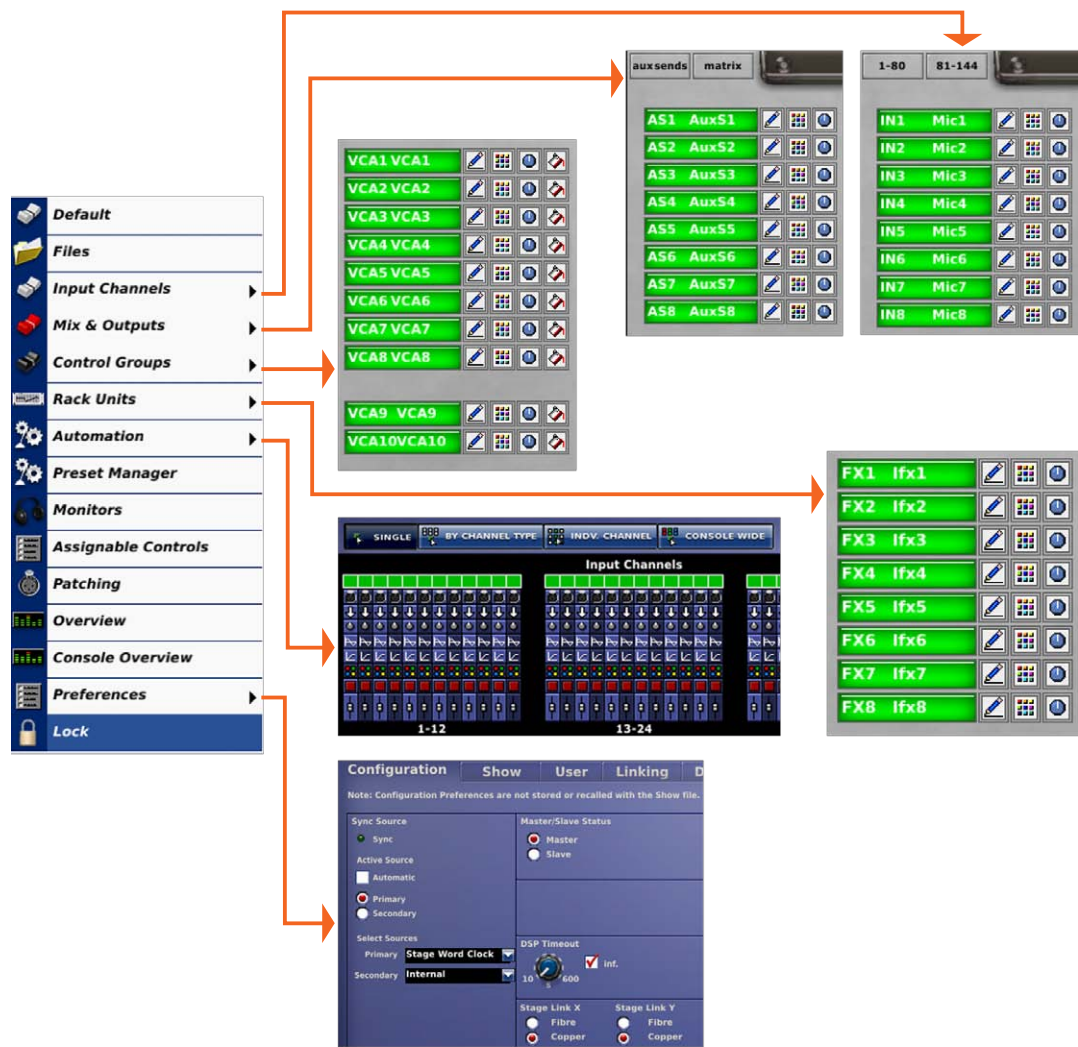 Default
Files
Input Channels
Mix & Outputs
Control Groups
Rack Units
Automation
Preset Manager
Monitors
Assignable Controls
Patching
Overview
Console Overview
Preferences
Lock
VCA1 VCA1
VCA2 VCA2
VCA3 VCA3
VCA4 VCA4
VCA5 VCA5
VCA6 VCA6
VCA7 VCA7
VCA8 VCA8
VCA9 VCA9
VCA10VCA10
aux sends matrix
AS1 AuxS1
AS2 AuxS2
AS3 AuxS3
AS4 AuxS4
AS5 AuxS5
AS6 AuxS6
AS7 AuxS7
AS8 AuxS8
1-80 81-144
IN1 Mic1
IN2 Mic2
IN3 Mic3
IN4 Mic4
IN5 Mic5
IN6 Mic6
IN7 Mic7
IN8 Mic8
FX1 Ifx1
FX2 Ifx2
FX3 Ifx3
FX4 Ifx4
FX5 Ifx5
FX6 Ifx6
FX7 Ifx7
FX8 Ifx8
SINGLE BY CHANNEL TYPE INDV. CHANNEL CONSOLE WIDE
Input Channels
1-12 13-24
Configuration Show User Linking D
Note: Configuration Preferences are not stored or recalled with the Show file.
Sync Source
Sync
Active Source
Automatic
Primary
Secondary
Select Sources
Primary Stage Word Clock
Secondary Internal
Master/Slave Status
Master
Slave
DSP Timeout
inf.
10 s 600
Stage Link X Stage Link Y
Fibre Fibre
Copper Copper